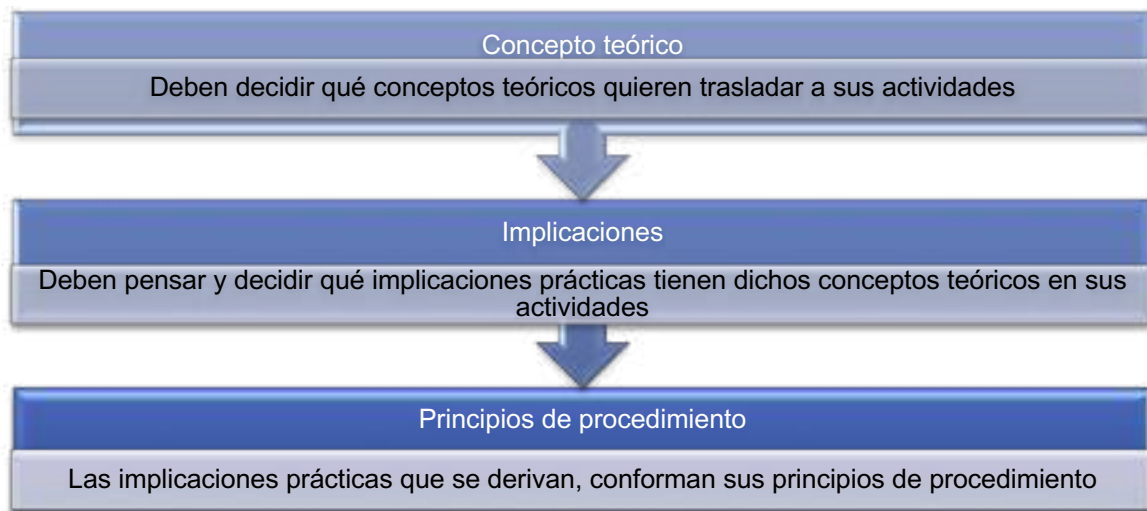 Concepto teórico
Deben decidir qué conceptos teóricos quieren trasladar a sus actividades
Implicaciones
Deben pensar y decidir qué implicaciones prácticas tienen dichos conceptos teóricos en sus
actividades
Principios de procedimiento
Las implicaciones prácticas que se derivan, conforman sus principios de procedimiento